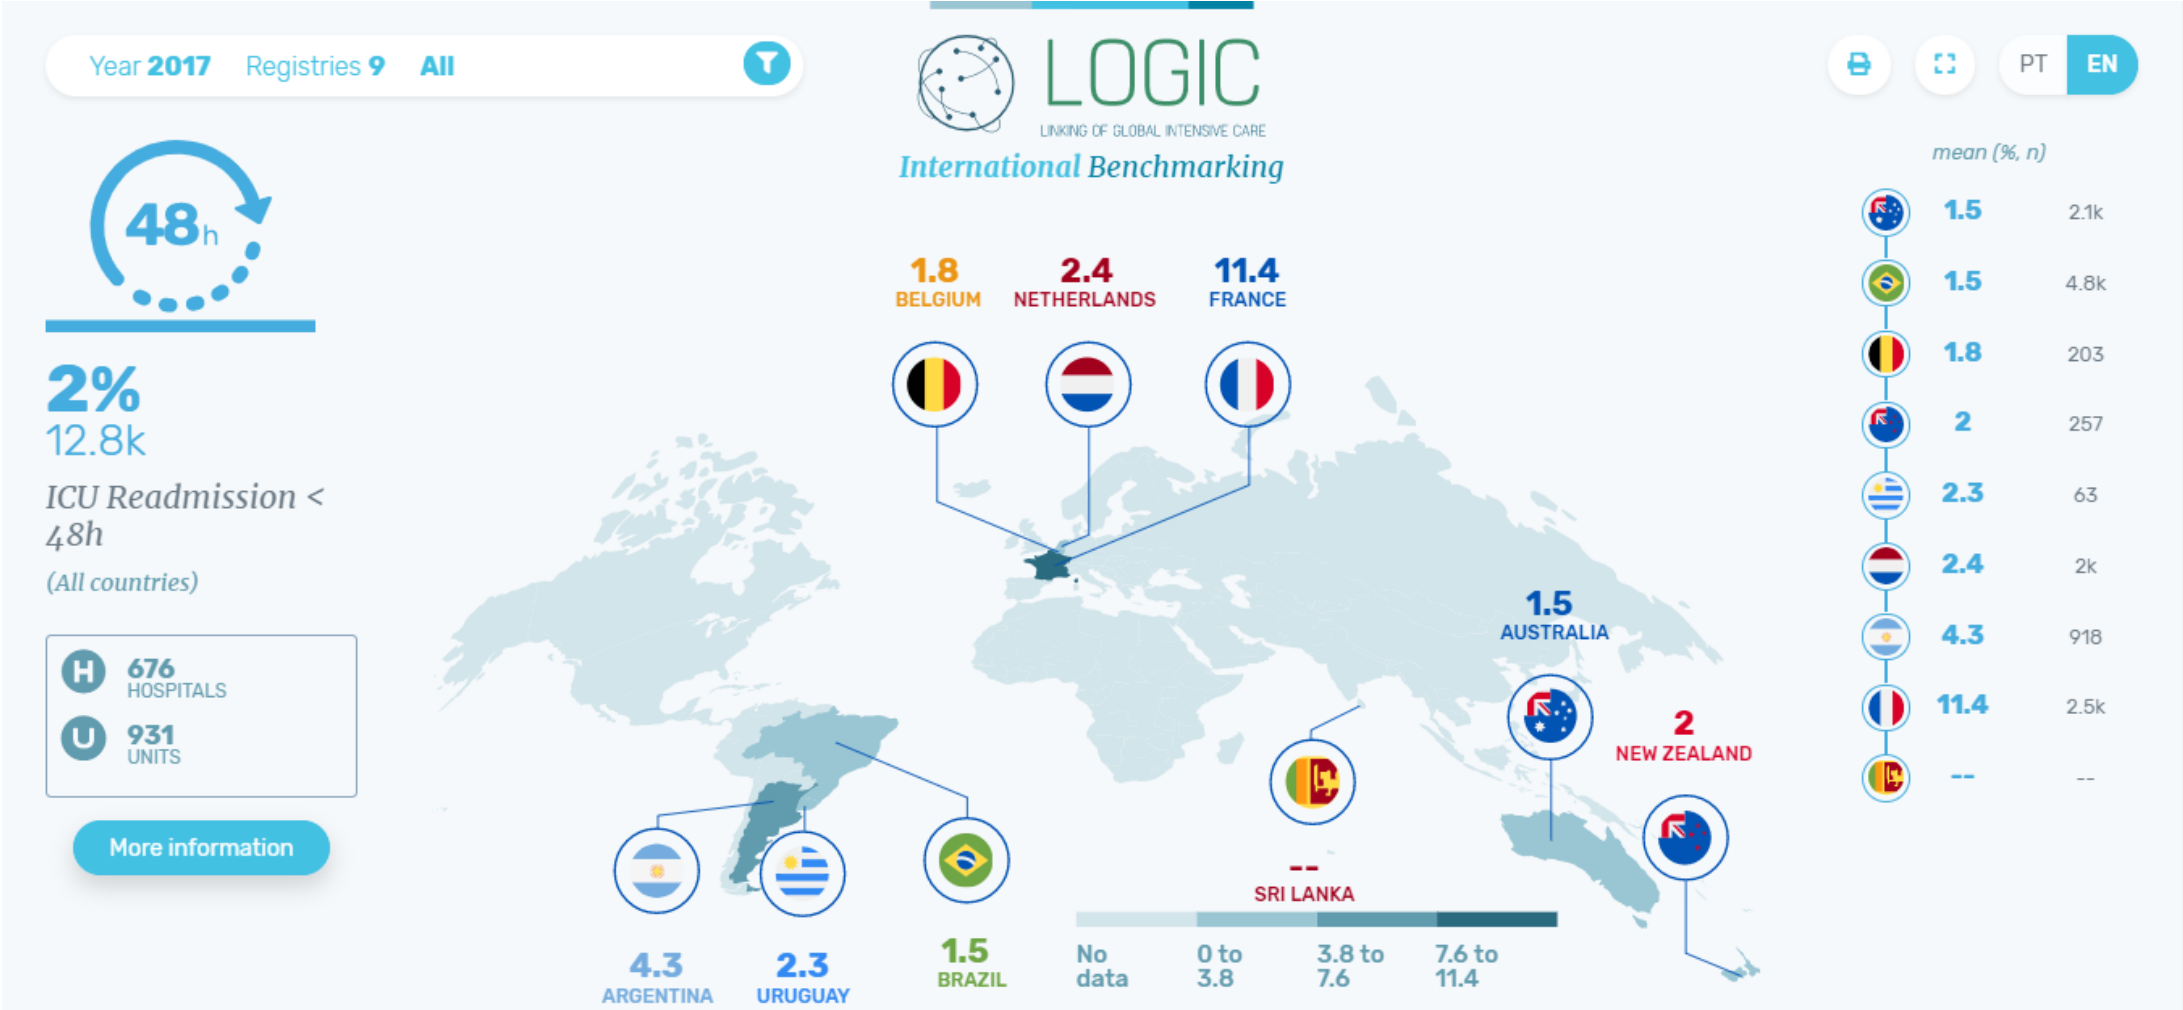 Year 2017 Registries 9 All
LOGIC
LINKING OF GLOBAL INTENSIVE CARE
International Benchmarking
PT EN
48h
2%
12.8k
ICU Readmission <
48h
(All countries)
H 676
HOSPITALS
U 931
UNITS
More information
1.8
BELGIUM
2.4
NETHERLANDS
11.4
FRANCE
1.5
AUSTRALIA
2
NEW ZEALAND
--
SRI LANKA
4.3
ARGENTINA
2.3
URUGUAY
1.5
BRAZIL
No
data
0 to
3.8
3.8 to
7.6
7.6 to
11.4
mean (%, n)
1.5 2.1k
1.5 4.8k
1.8 203
2 257
2.3 63
2.4 2k
4.3 918
11.4 2.5k
-- --